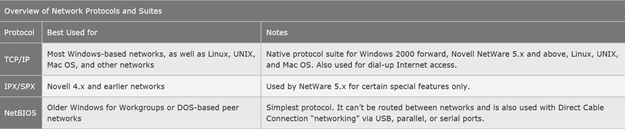 Overview of Network Protocols and Suites
Protocol Best Used for Notes
TCP/IP
Most Windows-based networks, as well as Linux, UNIX,
Mac OS, and other networks
Native protocol suite for Windows 2000 forward, Novell NetWare 5.x and above, Linux, UNIX,
and Mac OS. Also used for dial-up Internet access.
IPX/SPX Novell 4.x and earlier networks Used by NetWare 5.x for certain special features only.
NetBIOS
Older Windows for Workgroups or DOS-based peer
networks
Simplest protocol. It can’t be routed between networks and is also used with Direct Cable
Connection “networking” via USB, parallel, or serial ports.